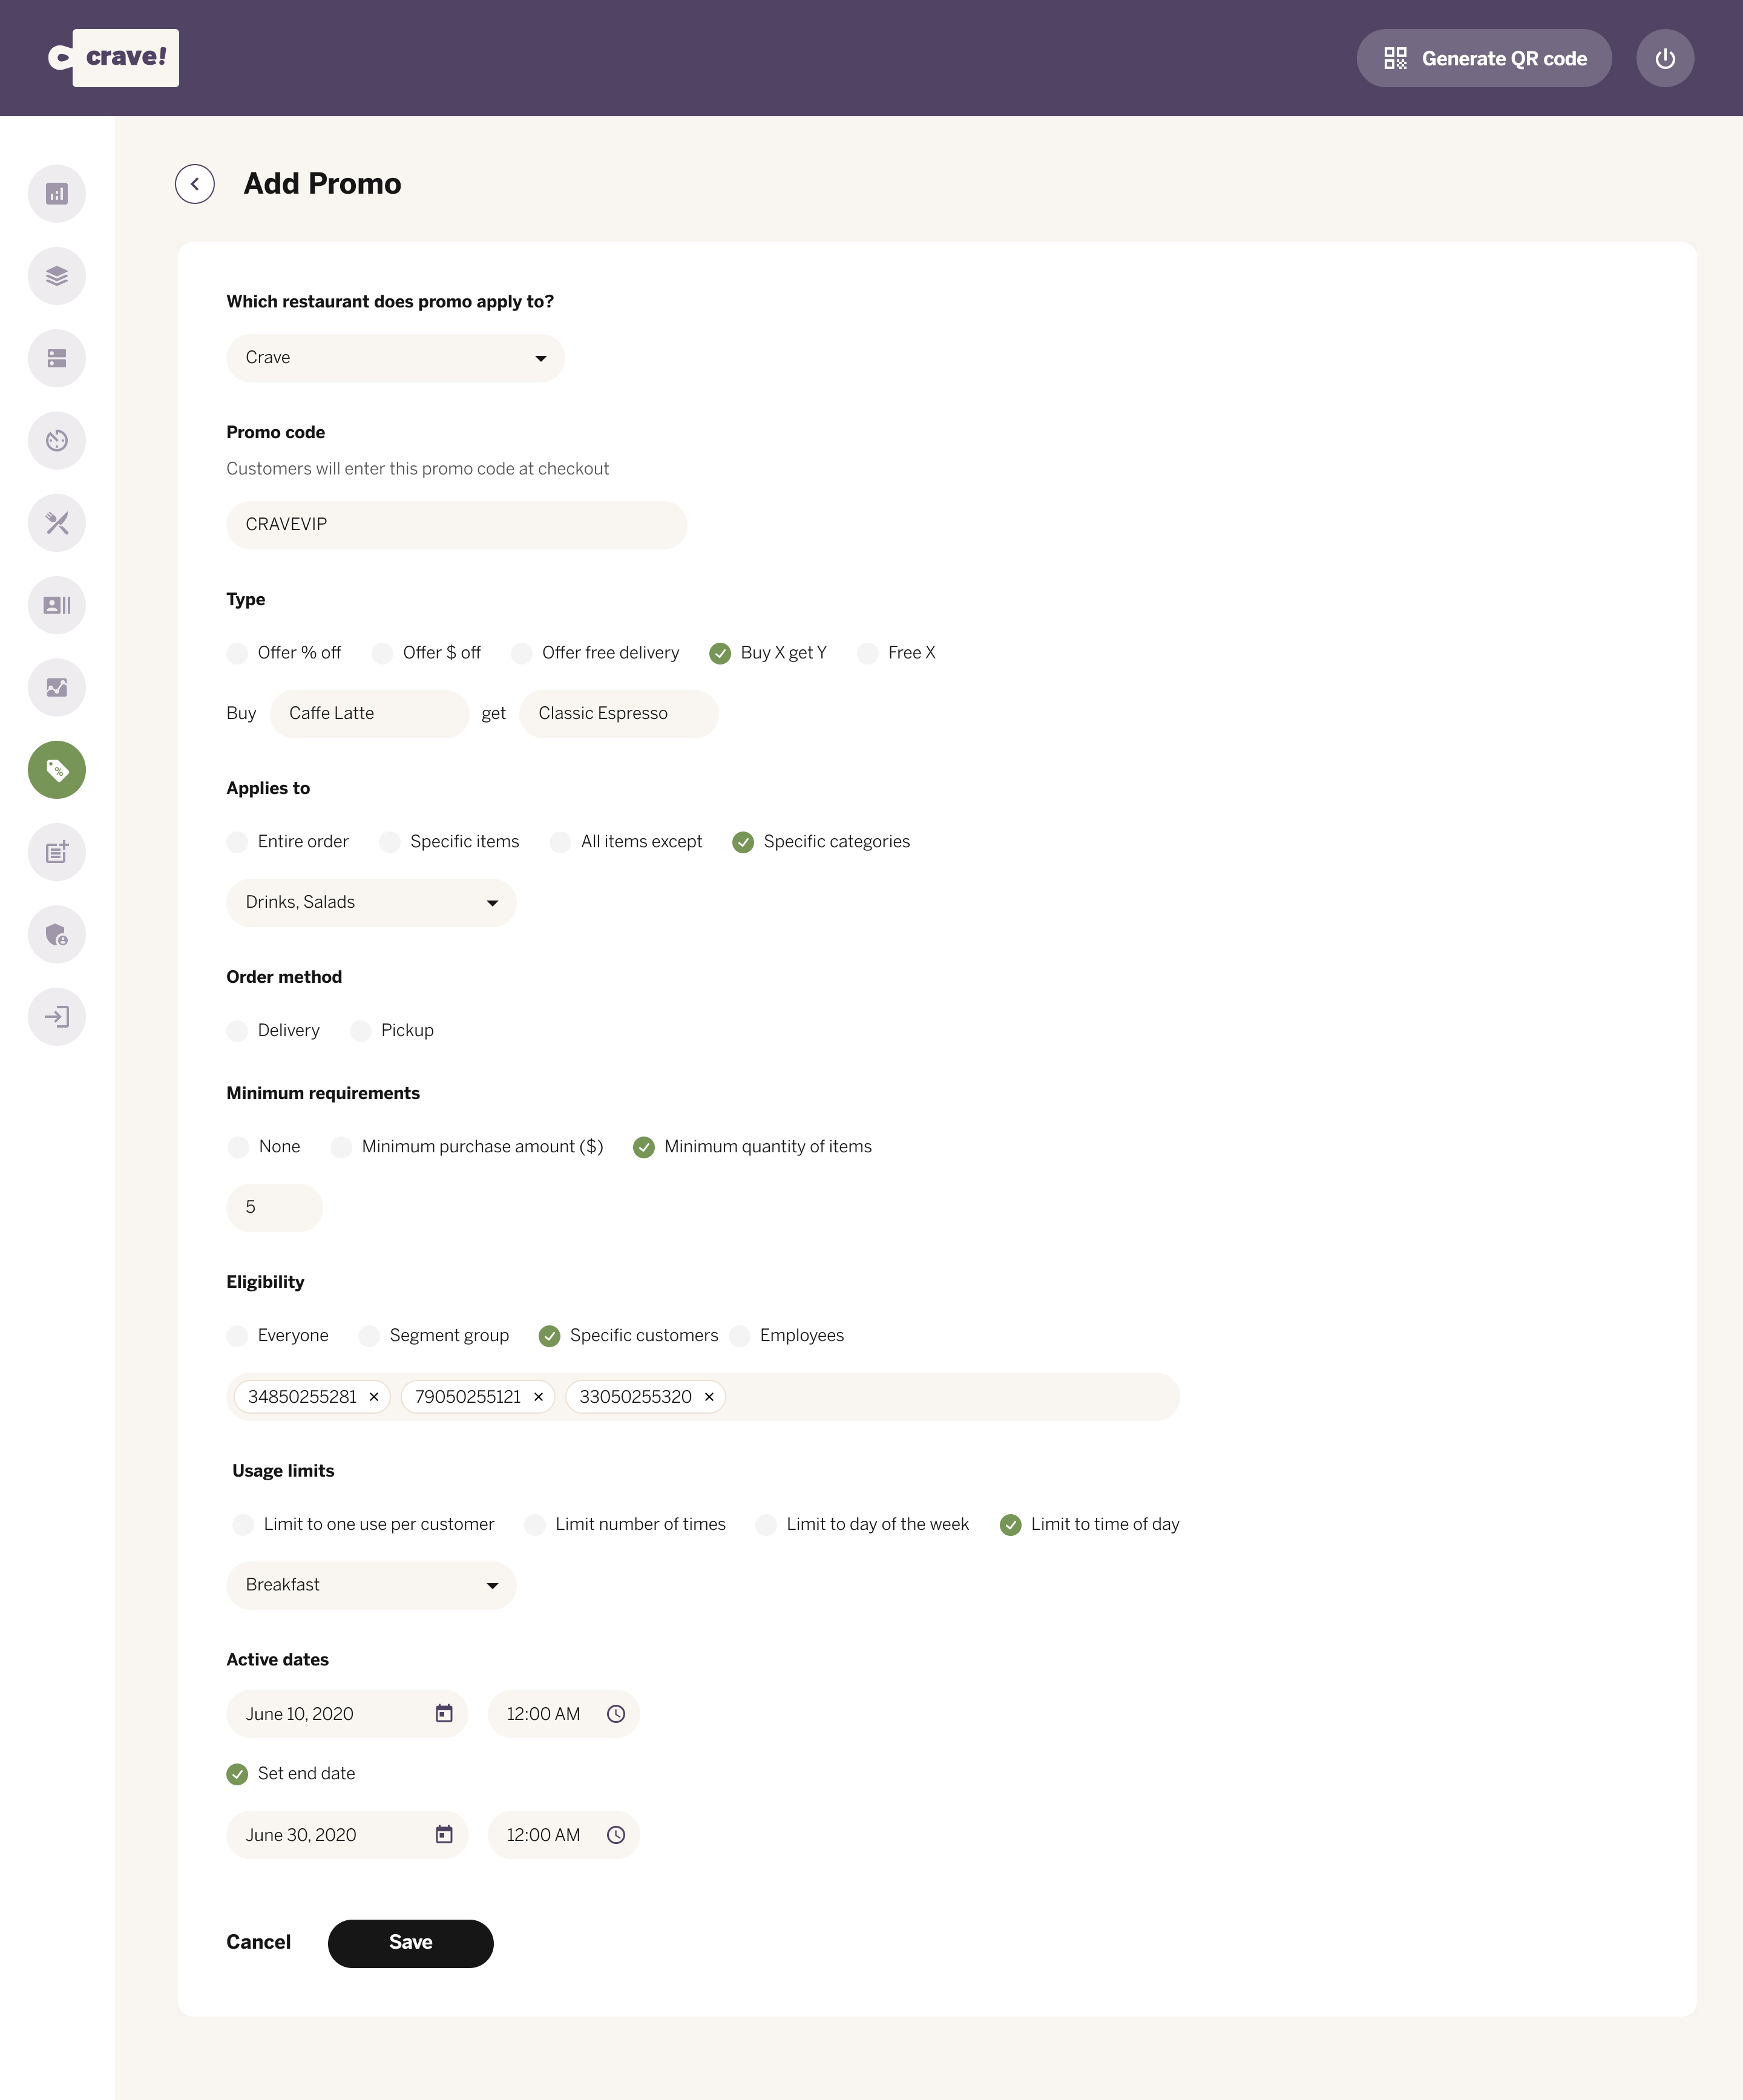 crave!
Generate QR code
Add Promo
Which restaurant does promo apply to?
Crave
Promo code
Customers will enter this promo code at checkout
CRAVEVIP
Type
Offer % off Offer $ off Offer free delivery Buy X get Y Free X
Buy Caffe Latte get Classic Espresso
Applies to
Entire order Specific items All items except Specific categories
Drinks, Salads
Order method
Delivery Pickup
Minimum requirements
None Minimum purchase amount ($) Minimum quantity of items
5
Eligibility
Everyone Segment group Specific customers Employees
34850255281 × 79050255121 × 33050255320 ×
Usage limits
Limit to one use per customer Limit number of times Limit to day of the week Limit to time of day
Breakfast
Active dates
June 10, 2020 12:00 AM
Set end date
June 30, 2020 12:00 AM
Cancel Save